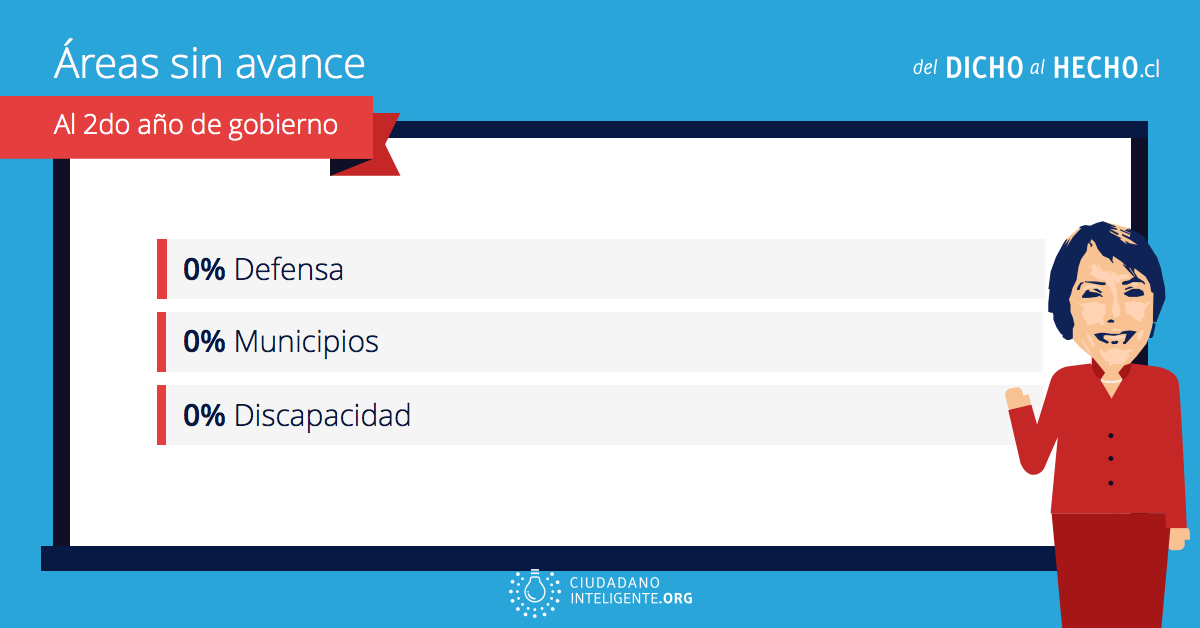 Áreas sin avance
del DICHO al HECHO.cl
Al 2do año de gobierno
0% Defensa
0% Municipios
0% Discapacidad
CIUDADANO
INTELIGENTE.ORG